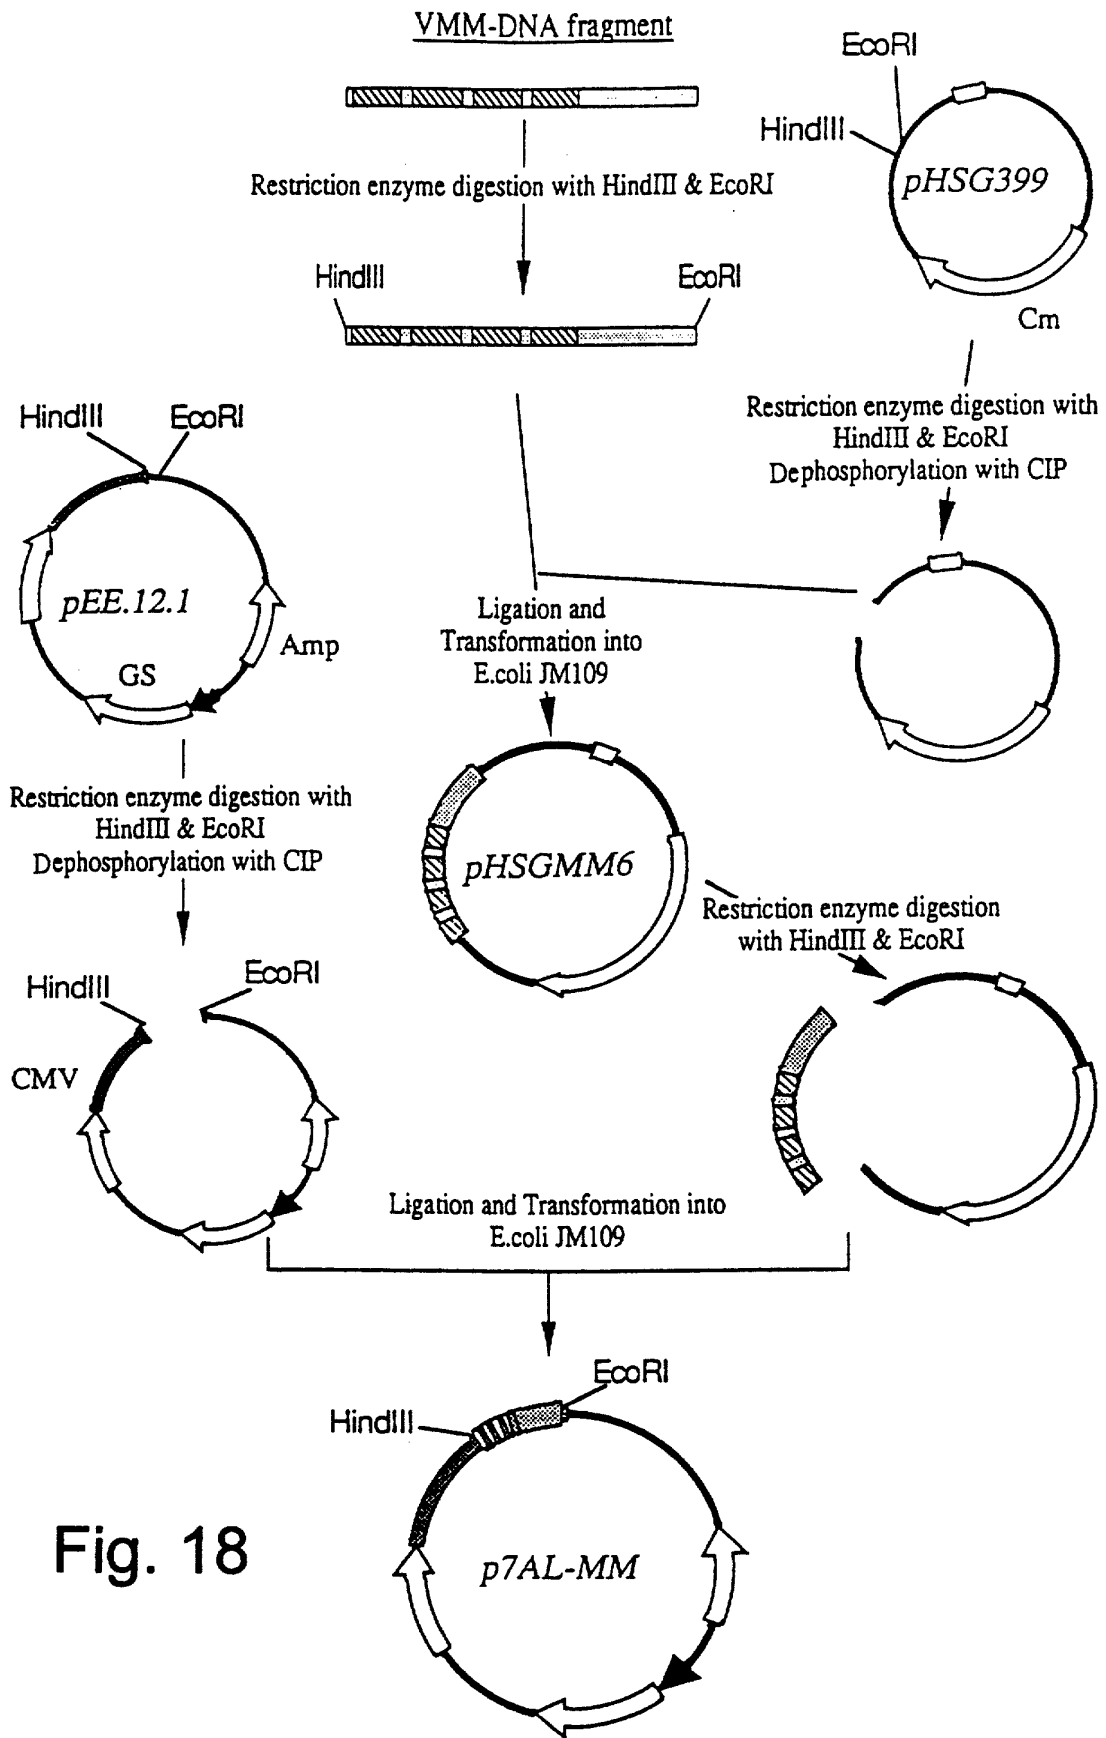 VMM-DNA fragment
EcoRI
HindIII
pHSG399
Cm
Restriction enzyme digestion with HindIII & EcoRI
HindIII
EcoRI
Restriction enzyme digestion with
HindIII & EcoRI
Dephosphorylation with CIP
HindIII
EcoRI
pEE.12.1
Amp
GS
Ligation and
Transformation into
E.coli JM109
Restriction enzyme digestion with
HindIII & EcoRI
Dephosphorylation with CIP
pHSGMM6
Restriction enzyme digestion
with HindIII & EcoRI
HindIII
EcoRI
CMV
Ligation and Transformation into
E.coli JM109
HindIII
EcoRI
p7AL-MM
Fig. 18